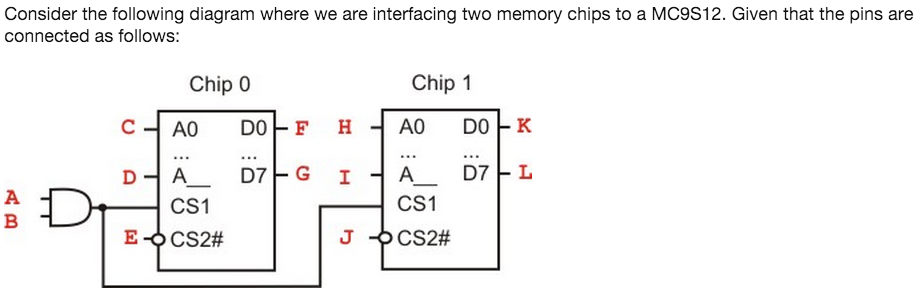 Consider the following diagram where we are interfacing two memory chips to a MC9S12. Given that the pins are
connected as follows:
Chip 0 Chip 1
C A0 D0 F H A0 D0 K
... ... ... ...
D A__ D7 G I A__ D7 L
A CS1 CS1
B E CS2# J CS2#